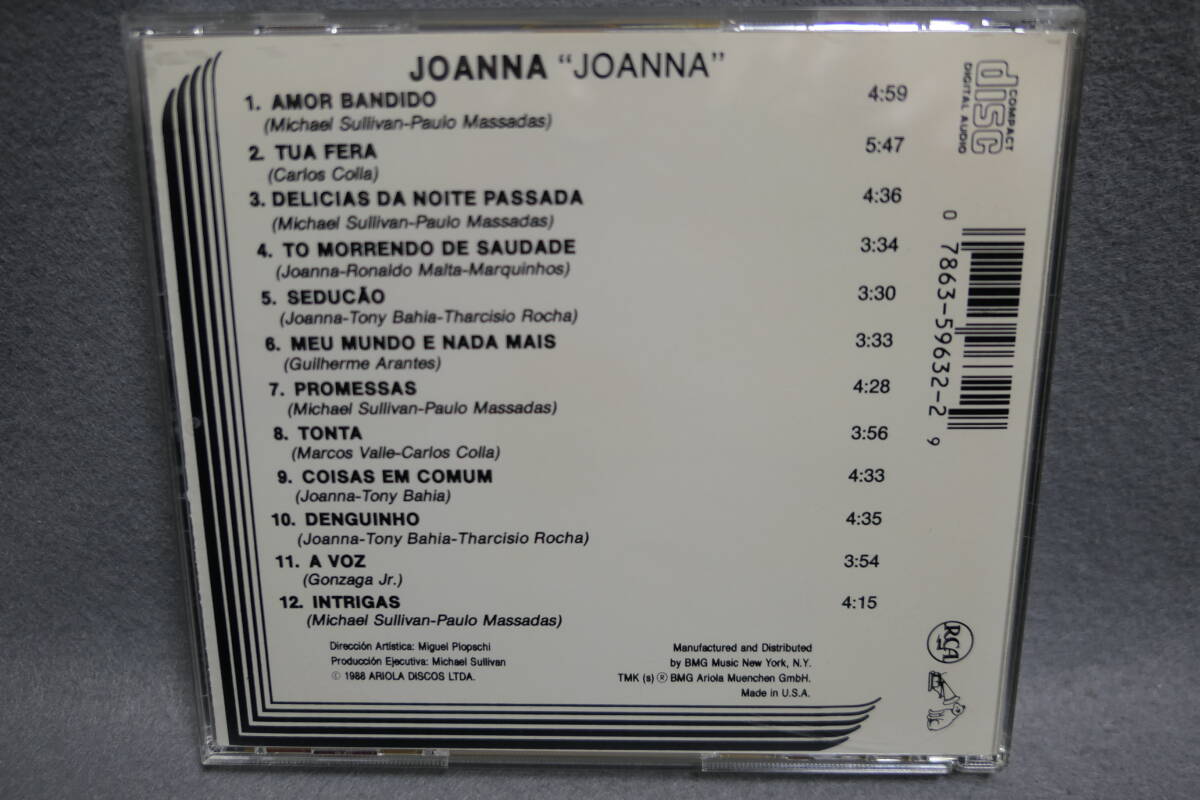 JOANNA "JOANNA"
1. AMOR BANDIDO 4:59
(Michael Sullivan-Paulo Massadas)
2. TUA FERA 5:47
(Carlos Colla)
3. DELICIAS DA NOITE PASSADA 4:36
(Michael Sullivan-Paulo Massadas)
4. TO MORRENDO DE SAUDADE 3:34
(Joanna-Ronaldo Malta-Marquinhos)
5. SEDUCÃO 3:30
(Joanna-Tony Bahia-Tharcisio Rocha)
6. MEU MUNDO E NADA MAIS 3:33
(Guilherme Arantes)
7. PROMESSAS 4:28
(Michael Sullivan-Paulo Massadas)
8. TONTA 3:56
(Marcos Valle-Carlos Colla)
9. COISAS EM COMUM 4:33
(Joanna-Tony Bahia)
10. DENGUINHO 4:35
(Joanna-Tony Bahia-Tharcisio Rocha)
11. A VOZ 3:54
(Gonzaga Jr.)
12. INTRIGAS 4:15
(Michael Sullivan-Paulo Massadas)
Dirección Artística: Miguel Plopschi
Producción Ejecutiva: Michael Sullivan
© 1988 ARIOLA DISCOS LTDA.
Manufactured and Distributed
by BMG Music New York, N.Y.
TMK (s) ® BMG Ariola Muenchen GmbH.
Made in U.S.A.
COMPACT
disc
DIGITAL AUDIO
0 7863-59632-2 9
RCA